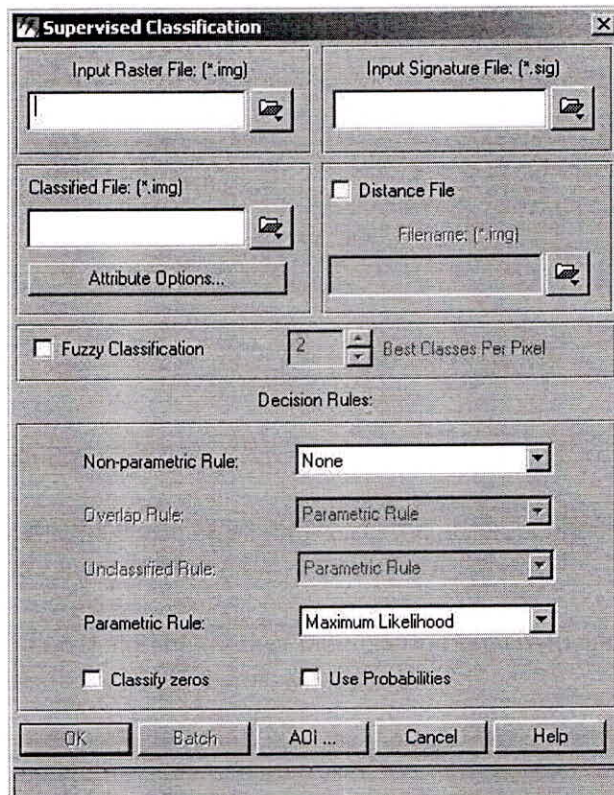 Supervised Classification
Input Raster File: (*.img)
Input Signature File: (*.sig)
Classified File: (*.img)
Distance File
Filename: (*.img)
Attribute Options...
Fuzzy Classification
2
Best Classes Per Pixel
Decision Rules:
Non-parametric Rule:
None
Overlap Rule:
Parametric Rule
Unclassified Rule:
Parametric Rule
Parametric Rule:
Maximum Likelihood
Classify zeros
Use Probabilities
OK
Batch
AOI ...
Cancel
Help